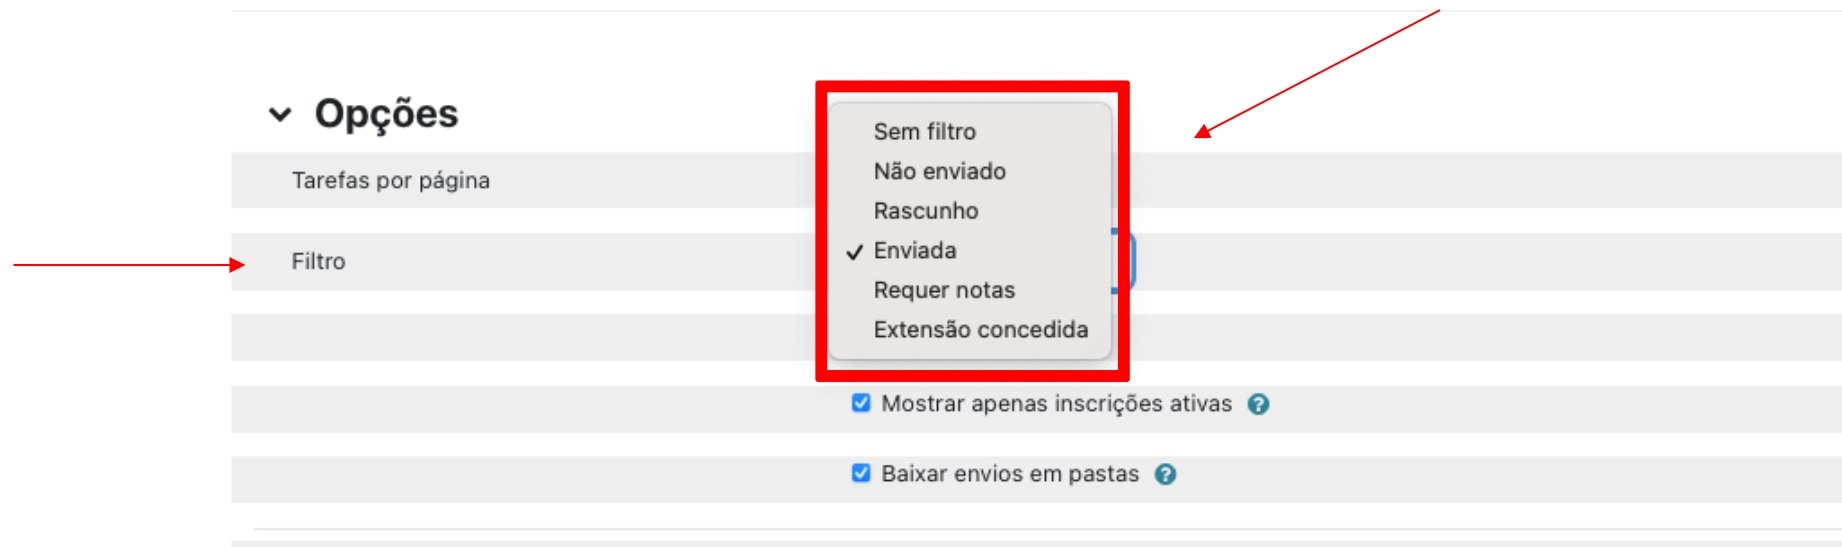 Opções
Sem filtro
Não enviado
Tarefas por página
Rascunho
Enviada
Filtro
Requer notas
Extensão concedida
Mostrar apenas inscrições ativas
Baixar envios em pastas